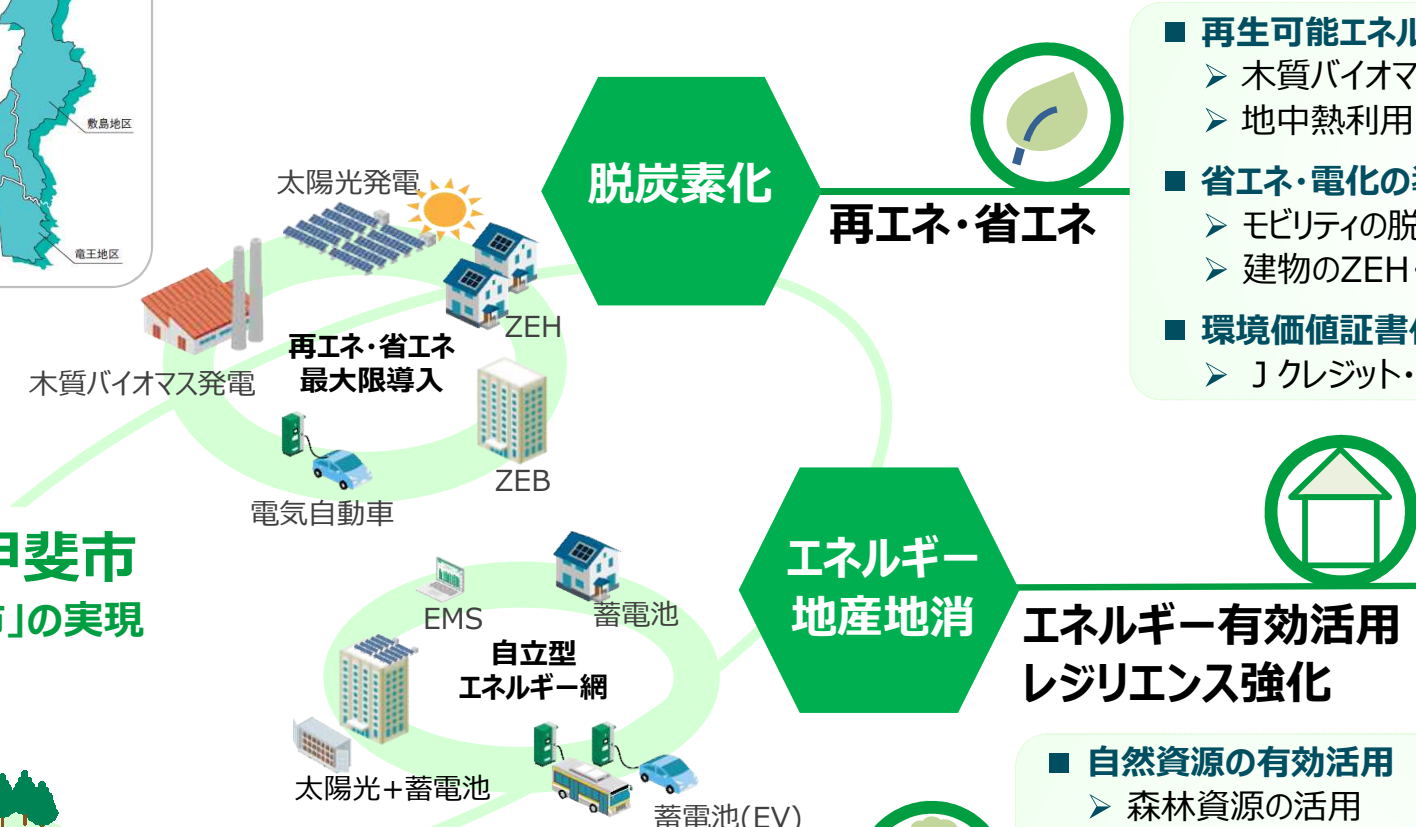 敷島地区
竜王地区
太陽光発電
ZEH
再エネ・省エネ
最大限導入
木質バイオマス発電
ZEB
電気自動車
脱炭素化
再エネ・省エネ
■ 再生可能エネル
➢ 木質バイオマ
➢ 地中熱利用
■ 省エネ・電化の
➢ モビリティの脱
➢ 建物のZEH・
■ 環境価値証書
➢ Jクレジット・
甲斐市
市」の実現
EMS
蓄電池
自立型
エネルギー網
太陽光+蓄電池
蓄電池(EV)
エネルギー
地産地消
エネルギー有効活用
レジリエンス強化
■ 自然資源の有効活用
➢ 森林資源の活用